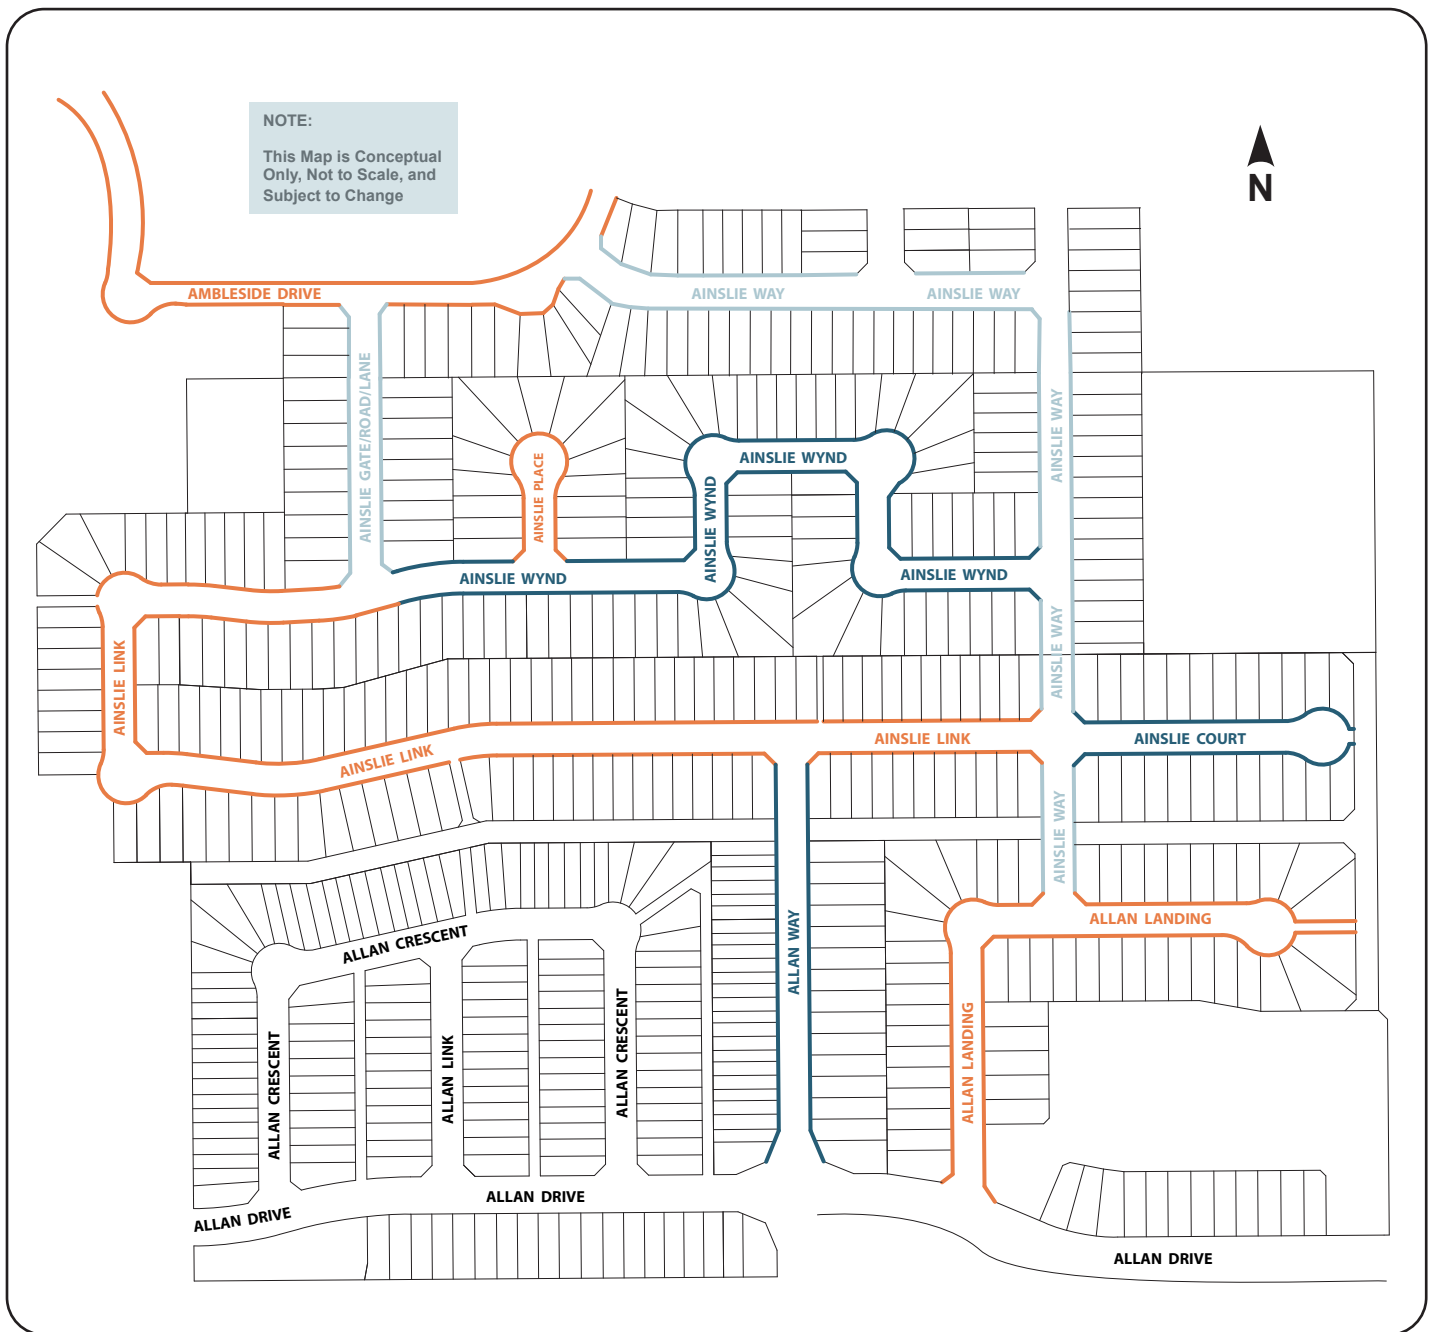 NOTE:
This Map is Conceptual
Only, Not to Scale, and
Subject to Change
N
AMBLESIDE DRIVE
AINSLIE WAY
AINSLIE WAY
AINSLIE GATE/ROAD/LANE
AINSLIE PLACE
AINSLIE WYND
AINSLIE WAY
AINSLIE WYND
AINSLIE WYND
AINSLIE WYND
AINSLIE LINK
AINSLIE WAY
AINSLIE LINK
AINSLIE LINK
AINSLIE COURT
AINSLIE WAY
ALLAN CRESCENT
ALLAN WAY
ALLAN LANDING
ALLAN CRESCENT
ALLAN LINK
ALLAN CRESCENT
ALLAN LANDING
ALLAN DRIVE
ALLAN DRIVE
ALLAN DRIVE